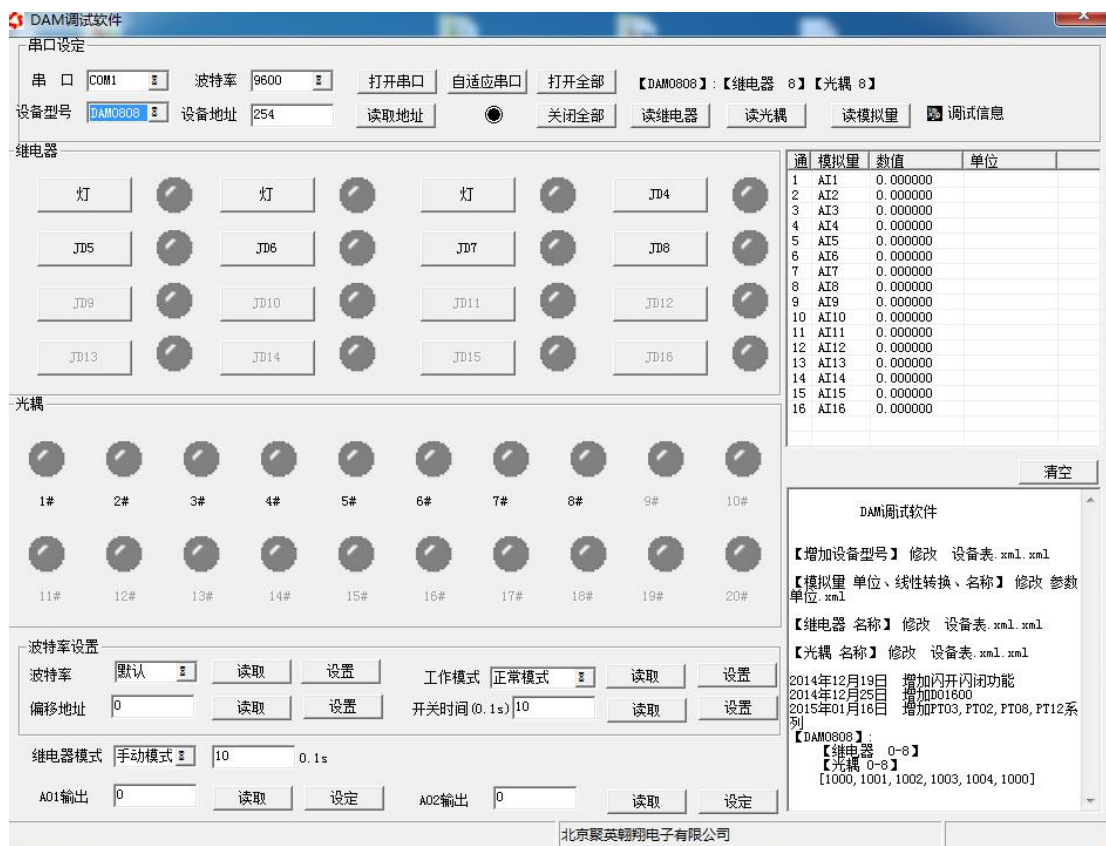 DAM调试软件
串口设定
串 口 COM1 波特率 9600 打开串口 自适应串口 打开全部 【DAM0808】:【继电器 8】【光耦 8】
设备型号 DAM0808 设备地址 254 读取地址 关闭全部 读继电器 读光耦 读模拟量 调试信息
继电器
灯 灯 灯 JD4
JD5 JD6 JD7 JD8
JD9 JD10 JD11 JD12
JD13 JD14 JD15 JD16
通 模拟量 数值 单位
1 AI1 0.000000
2 AI2 0.000000
3 AI3 0.000000
4 AI4 0.000000
5 AI5 0.000000
6 AI6 0.000000
7 AI7 0.000000
8 AI8 0.000000
9 AI9 0.000000
10 AI10 0.000000
11 AI11 0.000000
12 AI12 0.000000
13 AI13 0.000000
14 AI14 0.000000
15 AI15 0.000000
16 AI16 0.000000
清空
光耦
1# 2# 3# 4# 5# 6# 7# 8# 9# 10#
11# 12# 13# 14# 15# 16# 17# 18# 19# 20#
DAM调试软件
【增加设备型号】 修改 设备表.xml.xml
【模拟量 单位、线性转换、名称】 修改 参数
单位.xml
【继电器 名称】 修改 设备表.xml.xml
【光耦 名称】 修改 设备表.xml.xml
2014年12月19日 增加闪开闪闭功能
2014年12月25日 增加DO1600
2015年01月16日 增加PT03,PT02,PT08,PT12系
列
【DAM0808】:
【继电器 0-8】
【光耦 0-8】
[1000,1001,1002,1003,1004,1000]
波特率设置
波特率 默认 读取 设置 工作模式 正常模式 读取 设置
偏移地址 0 读取 设置 开关时间(0.1s) 10 读取 设置
继电器模式 手动模式 10 0.1s
AO1输出 0 读取 设定 AO2输出 0 读取 设定
北京聚英翱翔电子有限公司